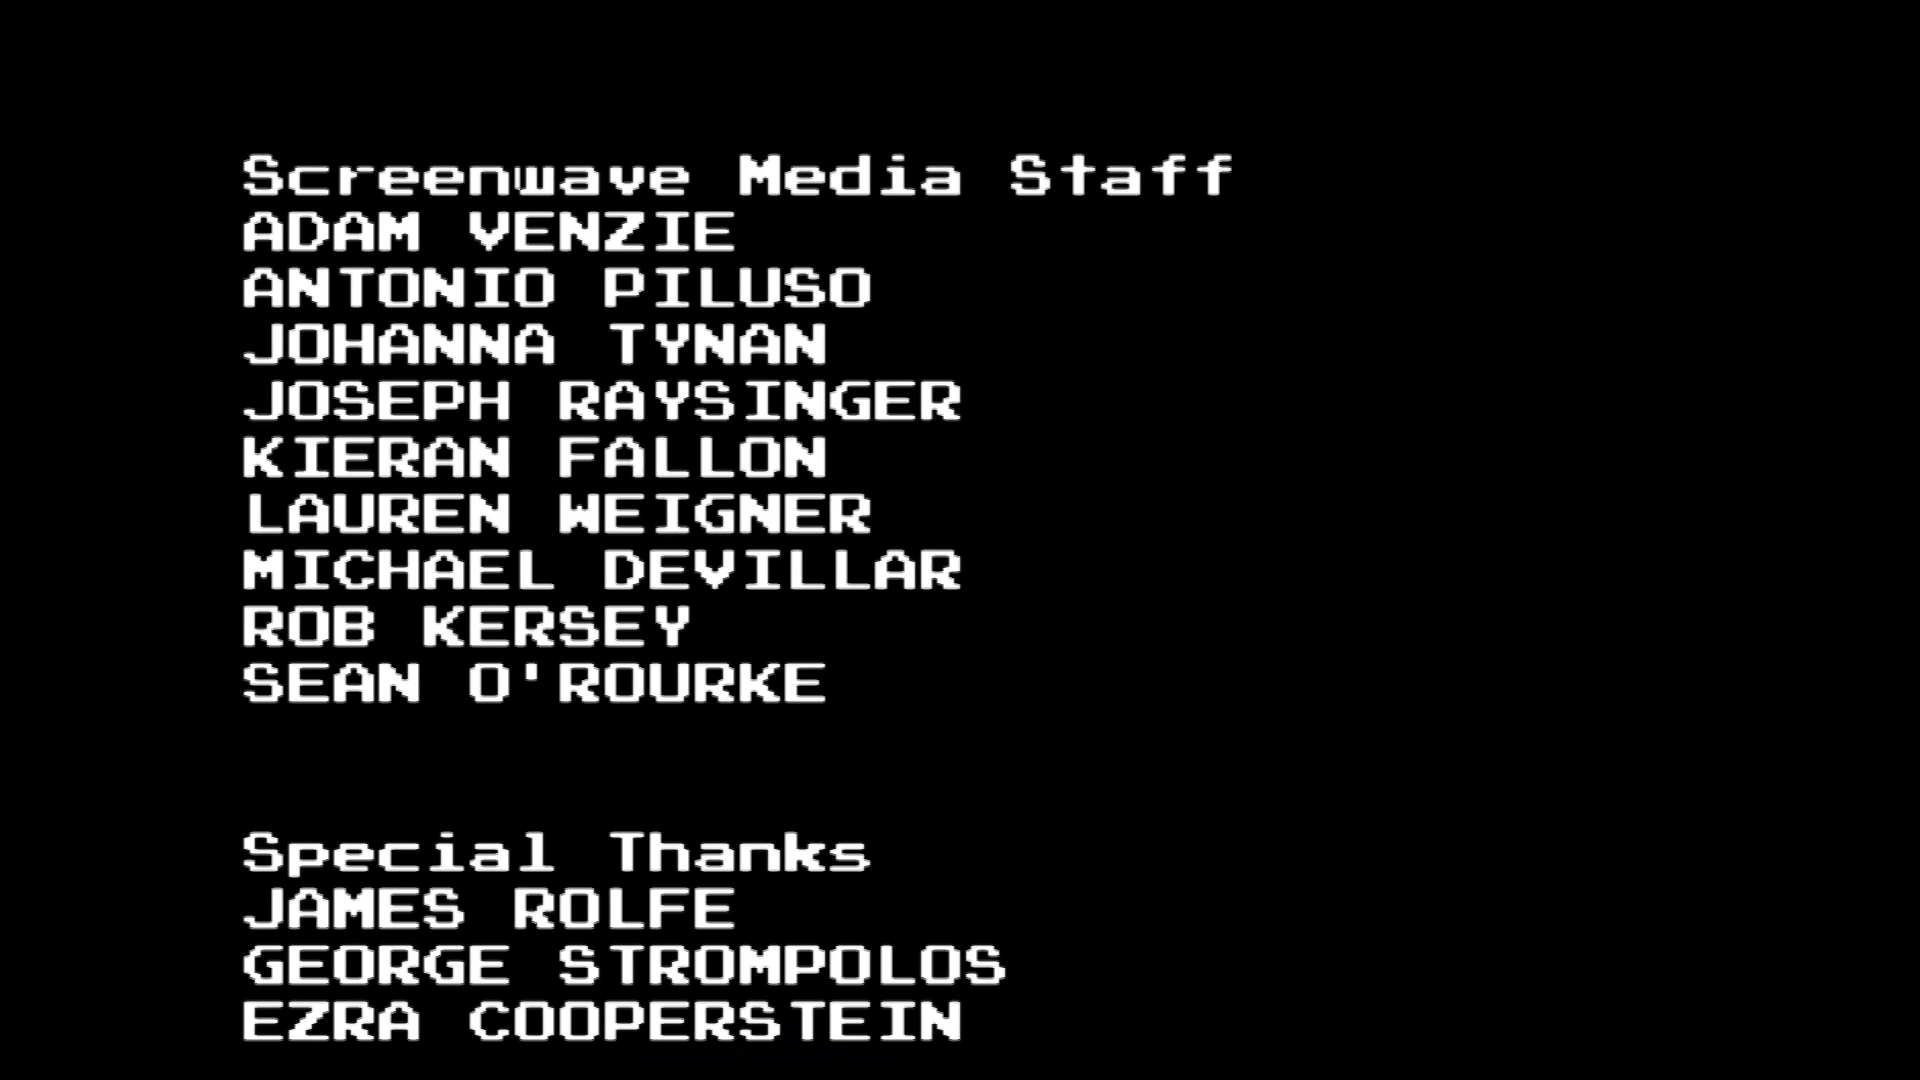 Screenwave Media Staff
ADAM VENZIE
ANTONIO PILUSO
JOHANNA TYNAN
JOSEPH RAYSINGER
KIERAN FALLON
LAUREN WEIGNER
MICHAEL DEVILLAR
ROB KERSEY
SEAN O'ROURKE
Special Thanks
JAMES ROLFE
GEORGE STROMPOLOS
EZRA COOPERSTEIN